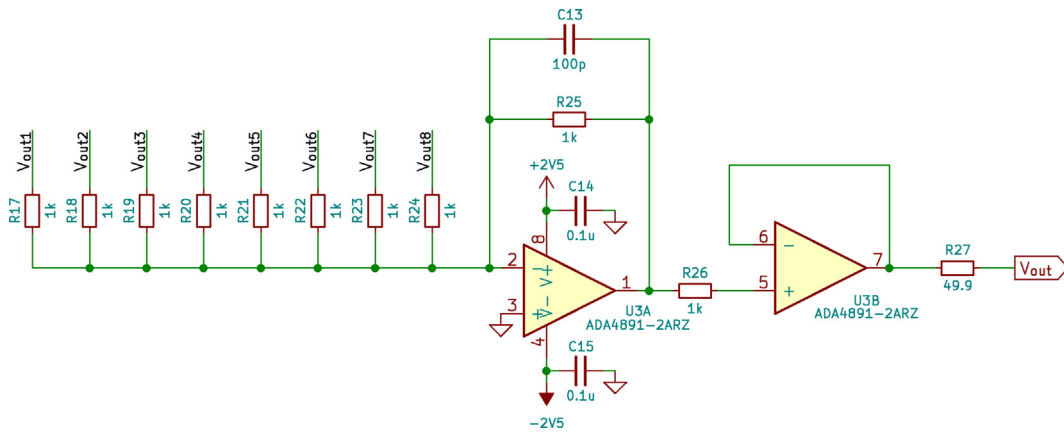 C13
100p
R25
1k
Vout1
Vout2
Vout3
Vout4
Vout5
Vout6
Vout7
Vout8
+2V5
C14
0.1u
R17
1k
R18
1k
R19
1k
R20
1k
R21
1k
R22
1k
R23
1k
R24
1k
8
2
-
V+
3
+
V-
4
1
U3A
ADA4891-2ARZ
R26
1k
6
-
5
+
7
U3B
ADA4891-2ARZ
R27
49.9
Vout
C15
0.1u
-2V5